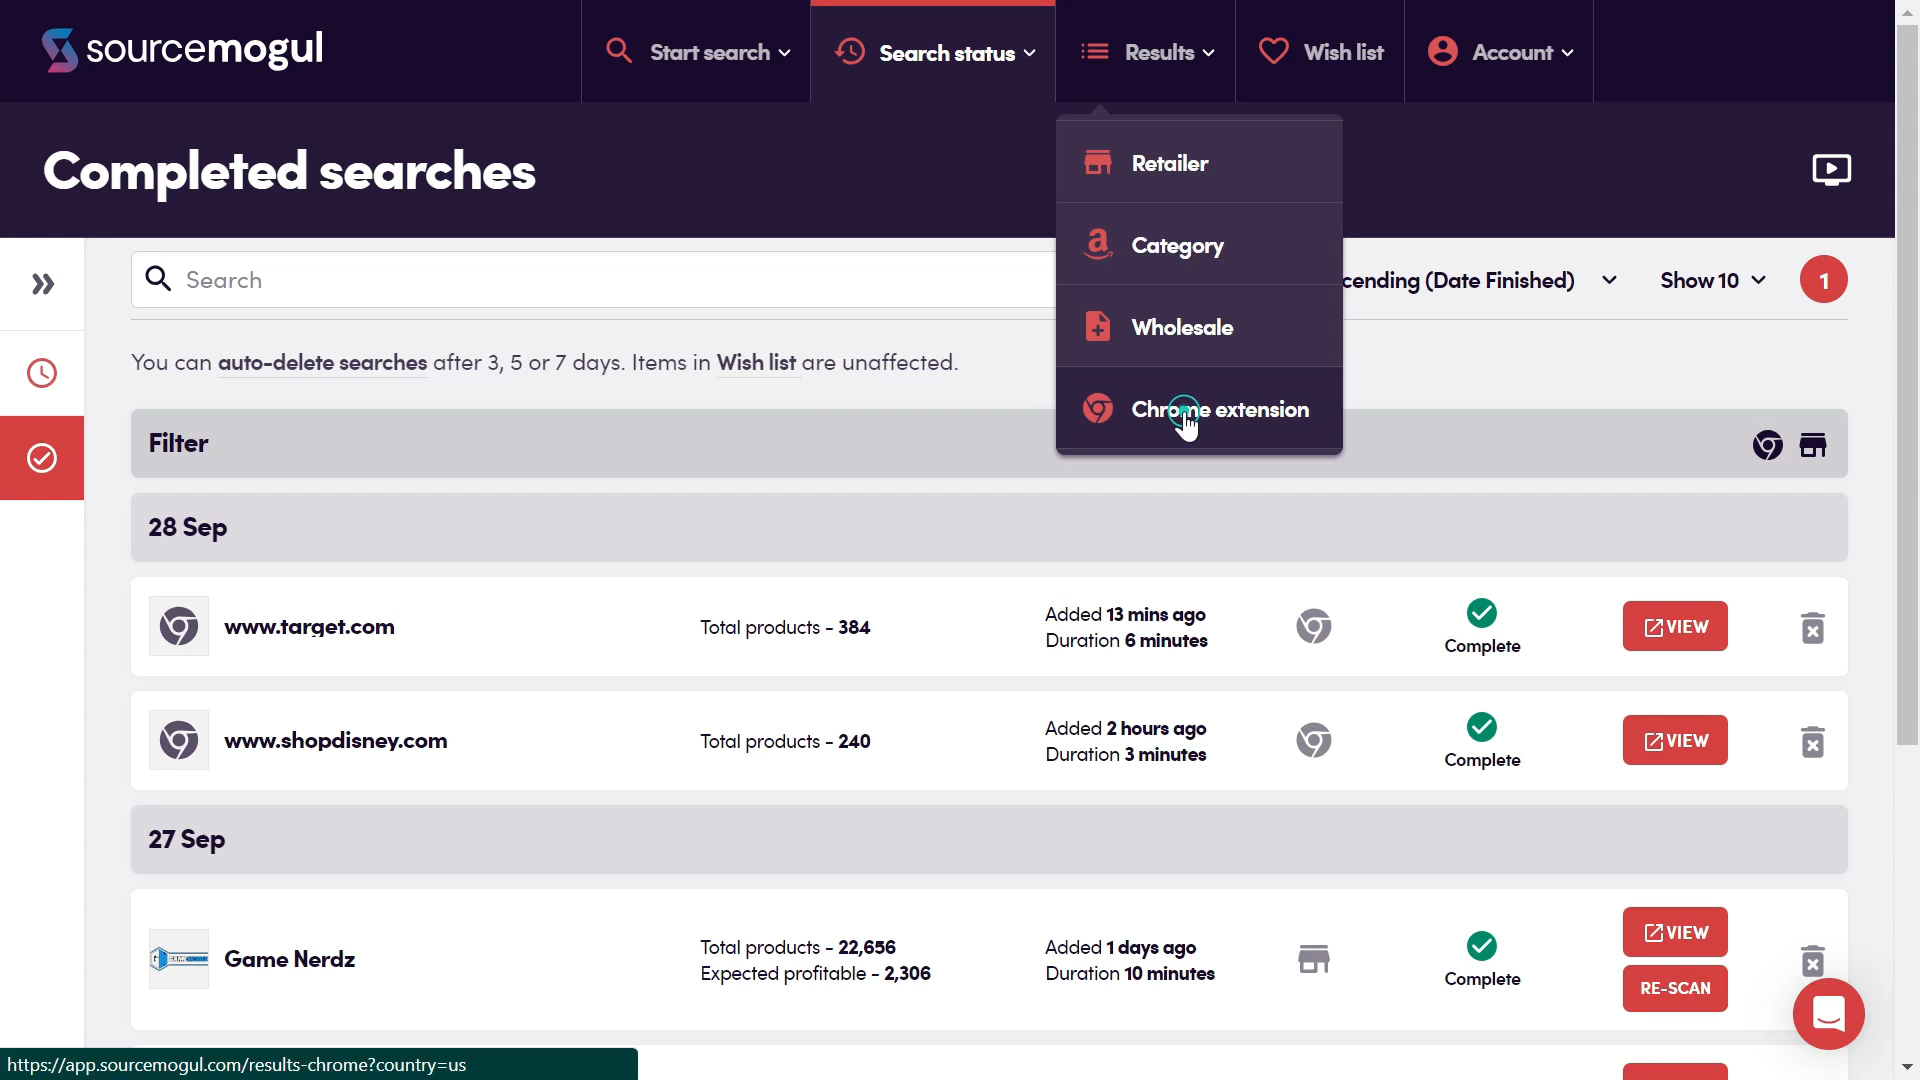 sourcemogul
Start search
Search status
Results
Wish list
Account
Completed searches
Retailer
Category
Wholesale
Chrome extension
Search
cending (Date Finished)
Show 10
1
You can auto-delete searches after 3, 5 or 7 days. Items in Wish list are unaffected.
Filter
28 Sep
www.target.com
Total products - 384
Added 13 mins ago
Duration 6 minutes
Complete
VIEW
www.shopdisney.com
Total products - 240
Added 2 hours ago
Duration 3 minutes
Complete
VIEW
27 Sep
Game Nerdz
Total products - 22,656
Expected profitable - 2,306
Added 1 days ago
Duration 10 minutes
Complete
VIEW
RE-SCAN
https://app.sourcemogul.com/results-chrome?country=us